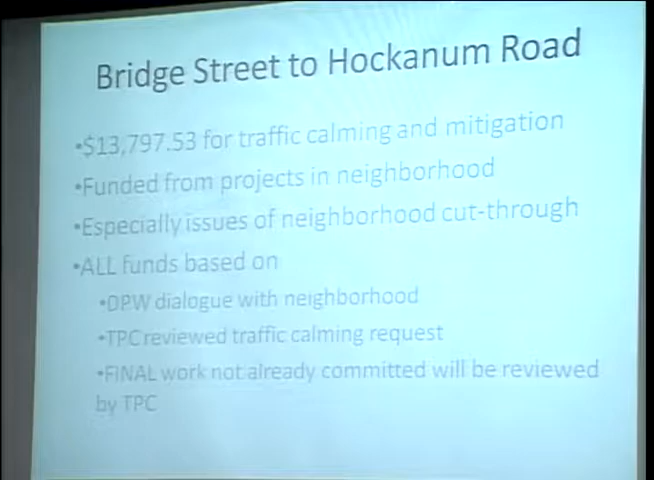 Bridge Street to Hockanum Road
•$13,797.53 for traffic calming and mitigation
•Funded from projects in neighborhood
•Especially issues of neighborhood cut-through
•ALL funds based on
•DPW dialogue with neighborhood
•TPC reviewed traffic calming request
•FINAL work not already committed will be reviewed
by TPC